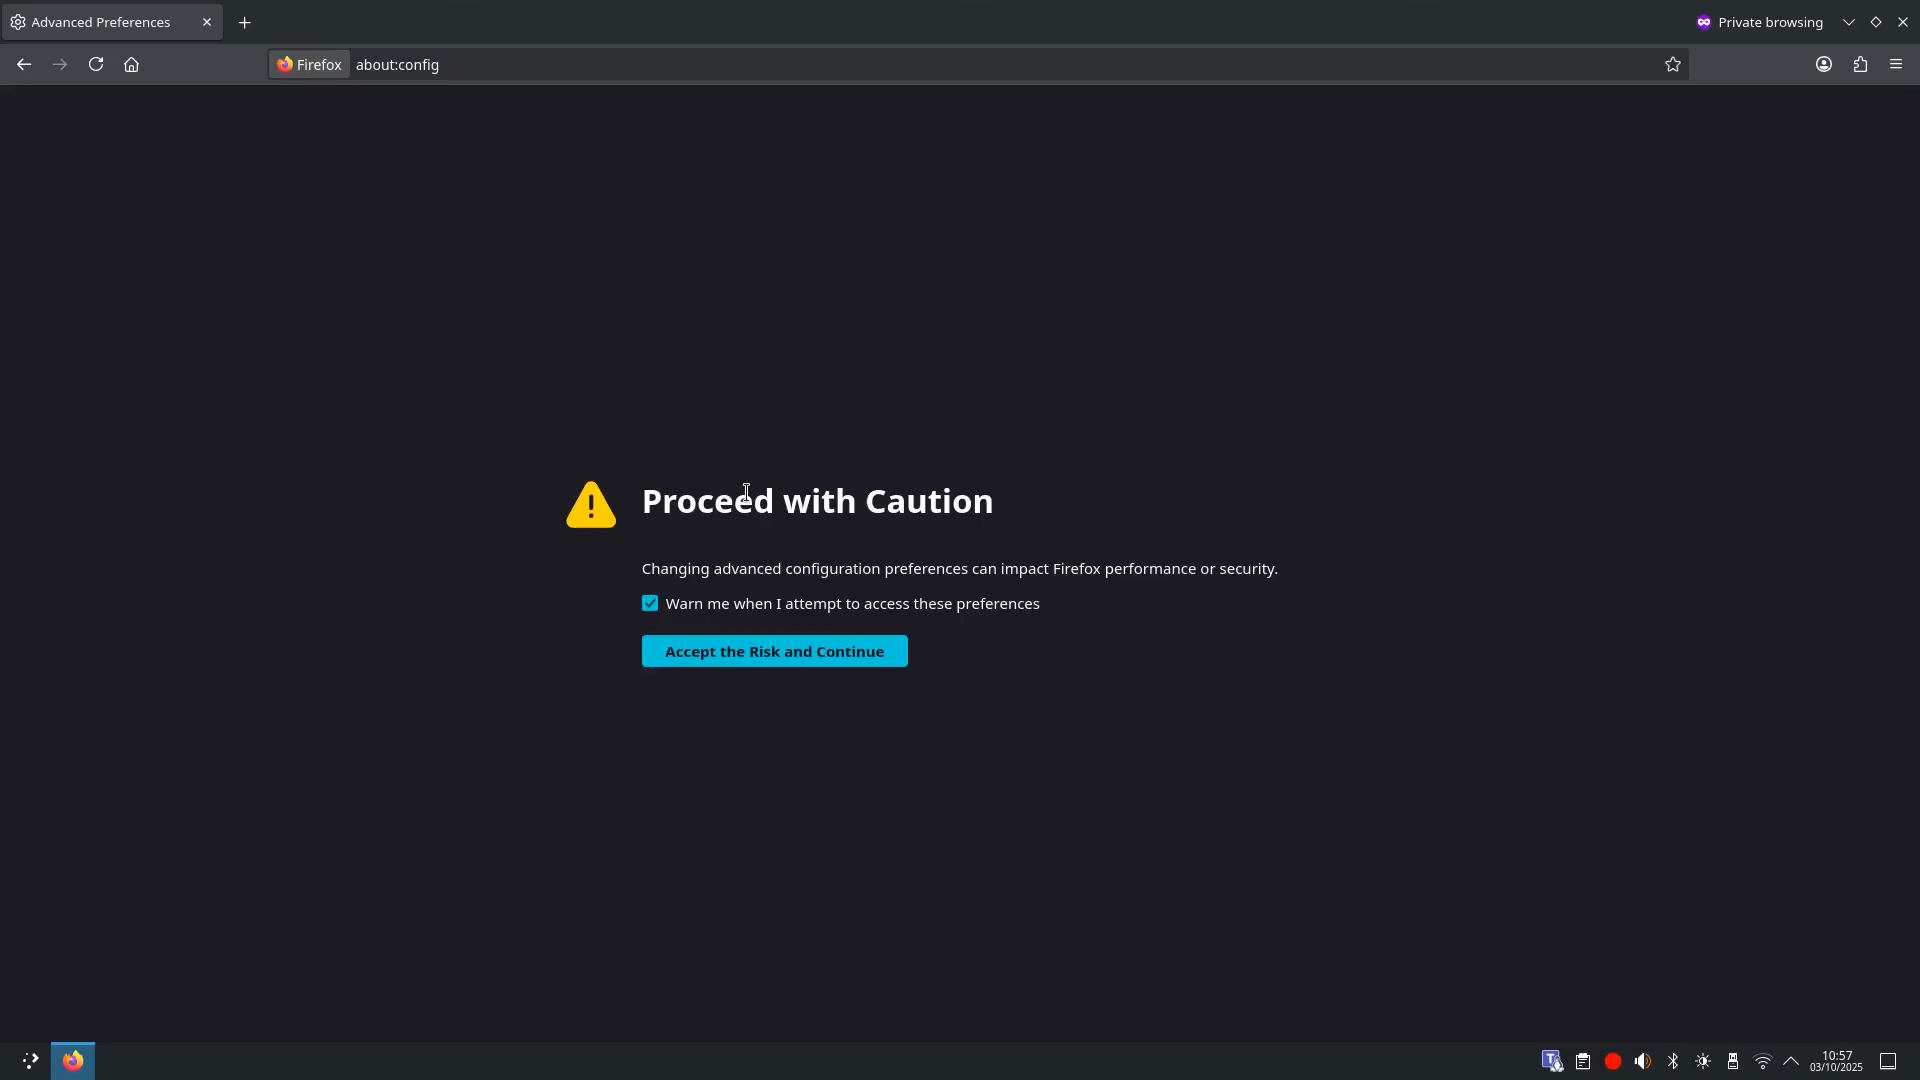 Advanced Preferences
Private browsing
Firefox
about:config
Proceed with Caution
Changing advanced configuration preferences can impact Firefox performance or security.
Warn me when I attempt to access these preferences
Accept the Risk and Continue
T
10:57
03/10/2025